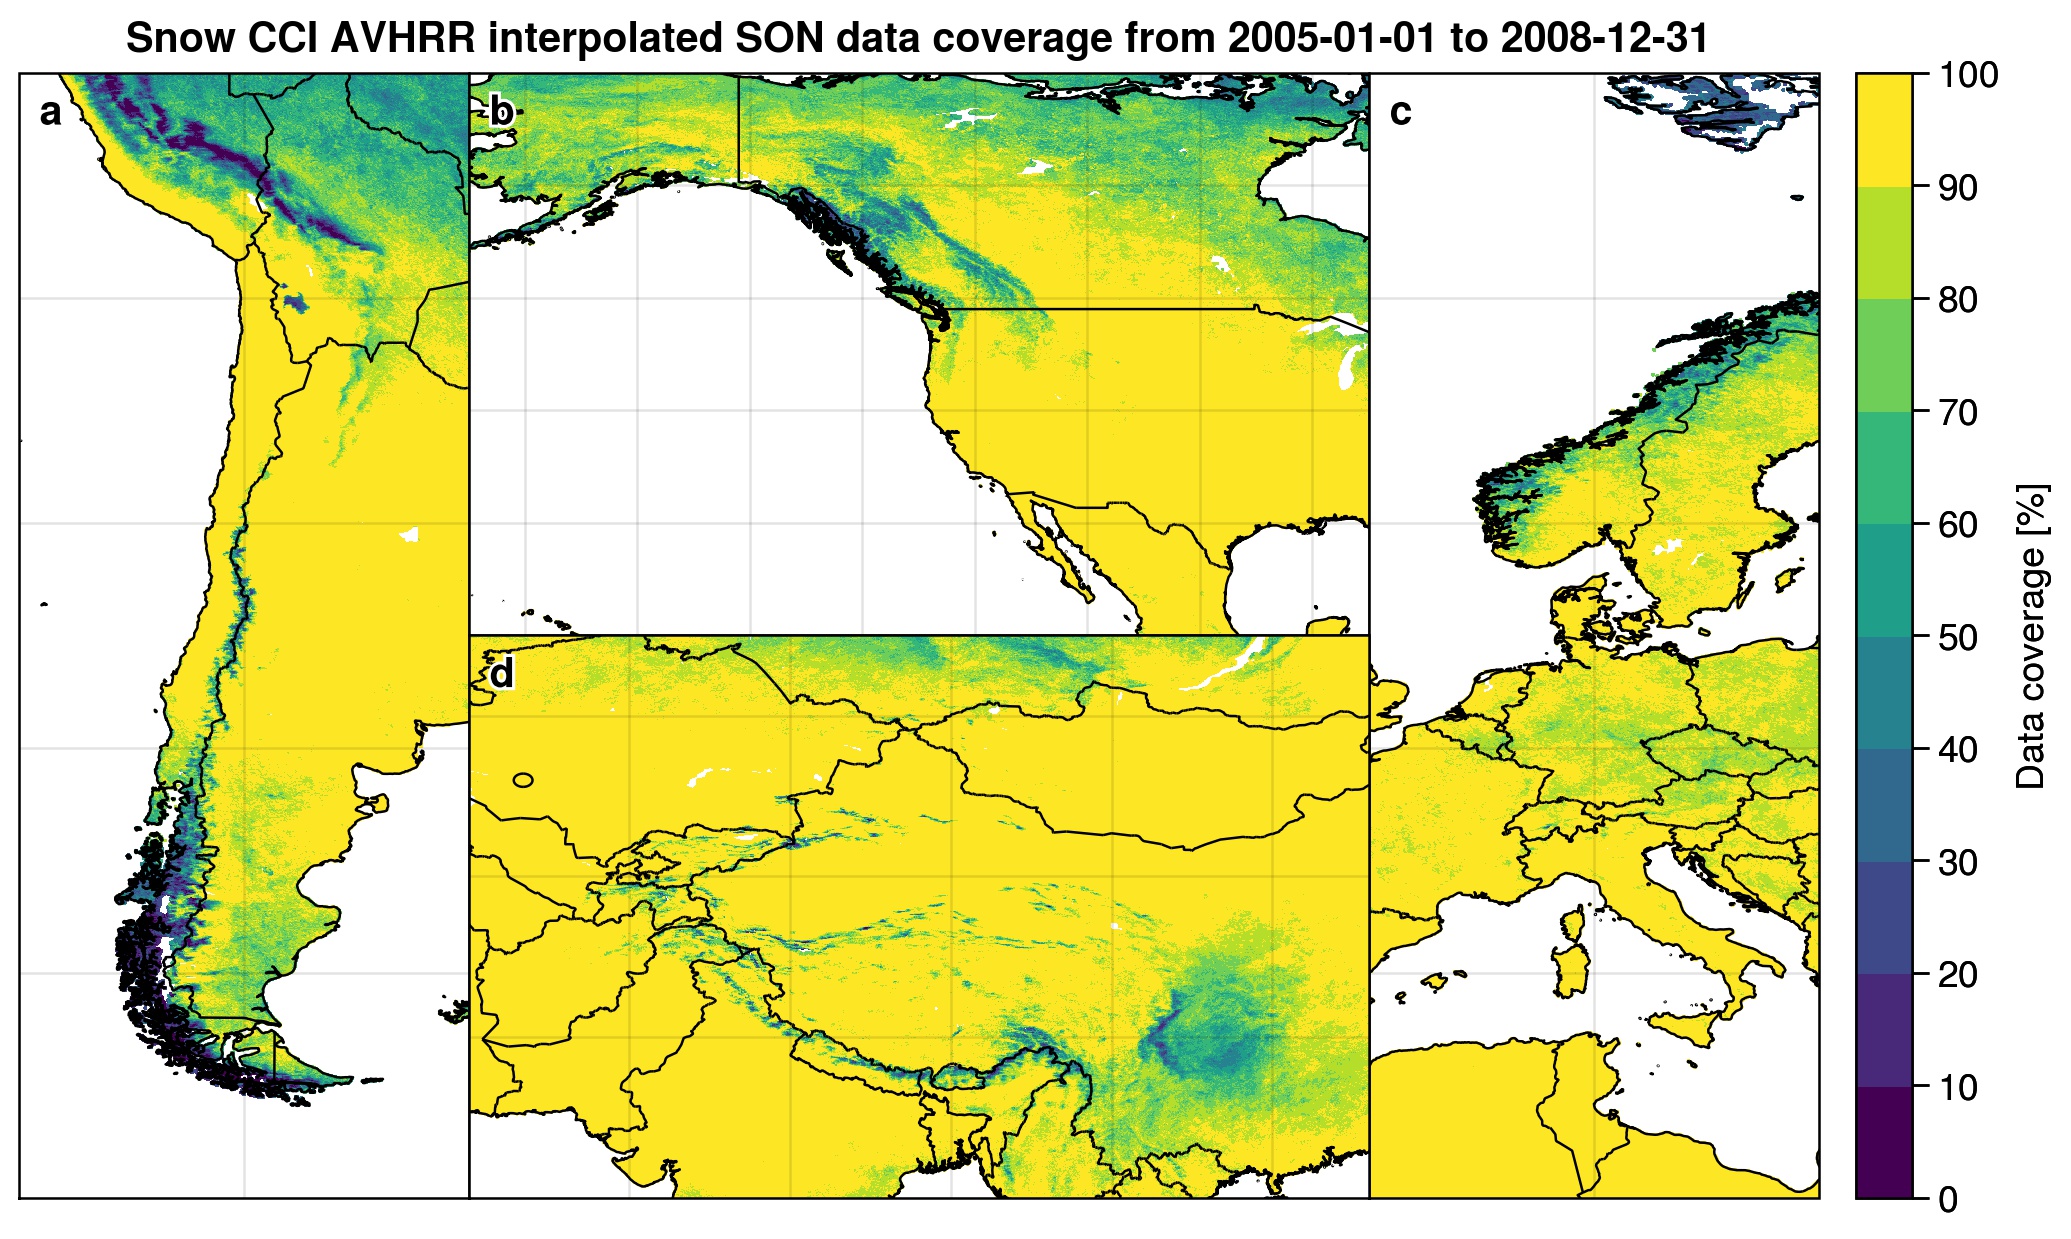 Snow CCI AVHRR interpolated SON data coverage from 2005-01-01 to 2008-12-31
a
b
c
d
100
90
80
70
60
50
40
30
20
10
0
Data coverage [%]